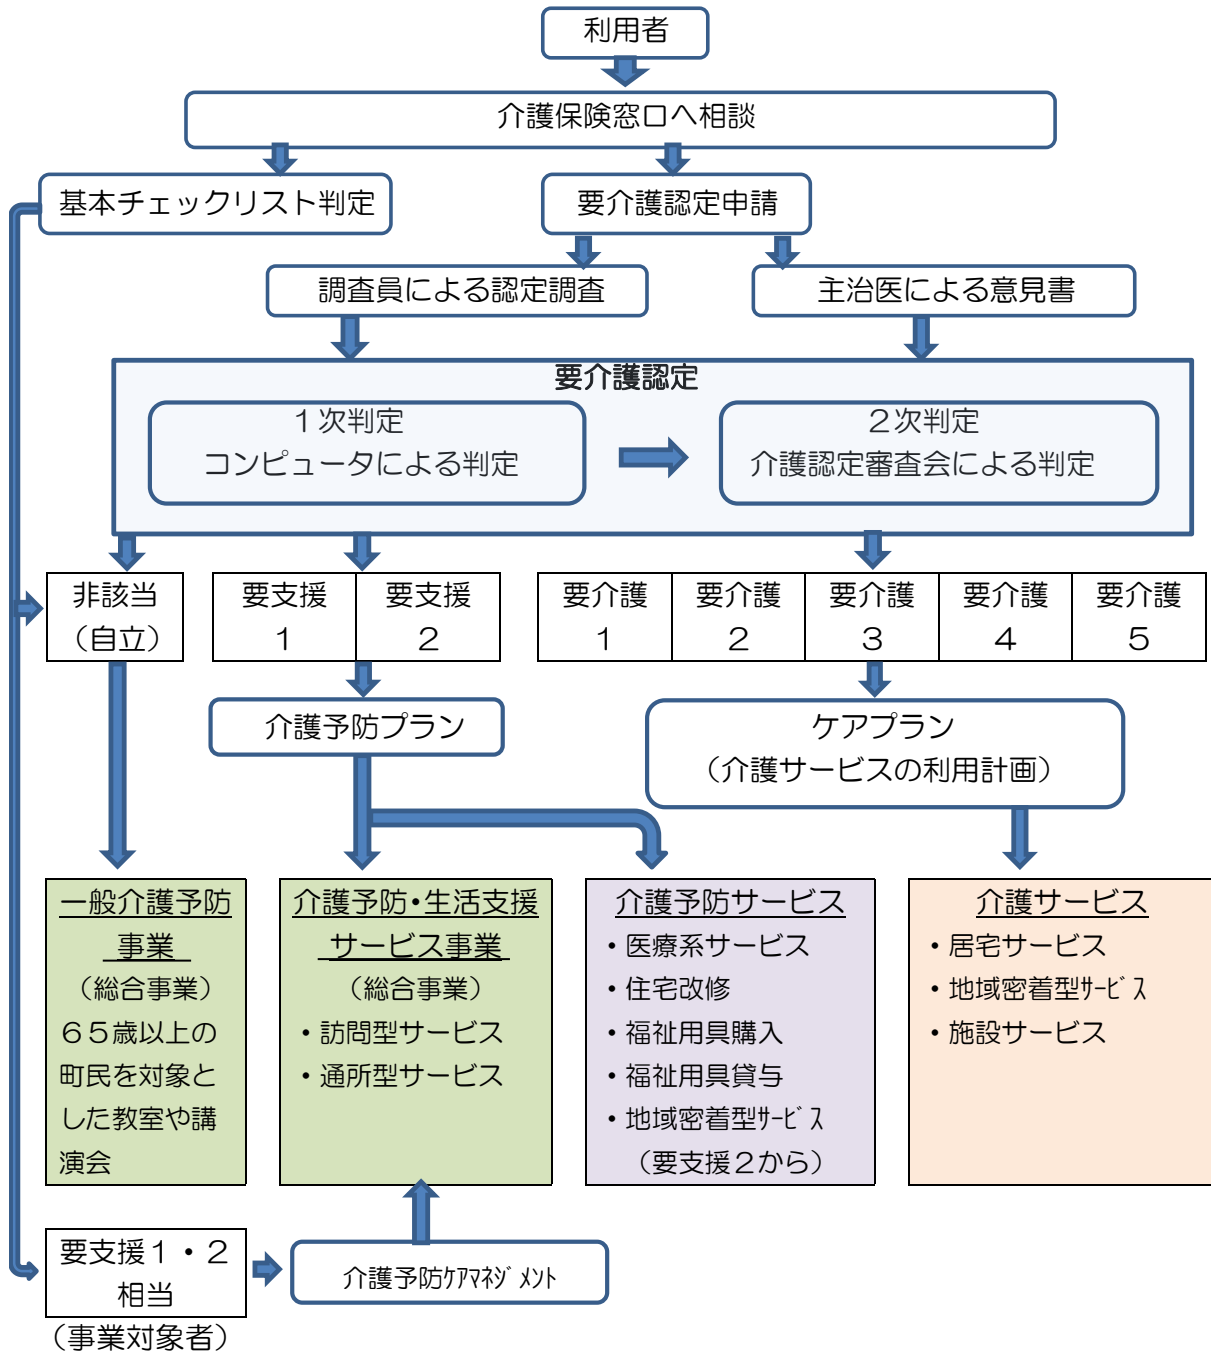 利用者
介護保険窓口へ相談
基本チェックリスト判定
要介護認定申請
調査員による認定調査
主治医による意見書
要介護認定
１次判定
コンピュータによる判定
２次判定
介護認定審査会による判定
非該当
（自立）
要支援
１
要支援
２
要介護
１
要介護
２
要介護
３
要介護
４
要介護
５
介護予防プラン
ケアプラン
（介護サービスの利用計画）
一般介護予防
事業
（総合事業）
６５歳以上の
町民を対象と
した教室や講
演会
介護予防・生活支援
サービス事業
（総合事業）
・訪問型サービス
・通所型サービス
介護予防サービス
・医療系サービス
・住宅改修
・福祉用具購入
・福祉用具貸与
・地域密着型ｻｰﾋﾞｽ
（要支援２から）
介護サービス
・居宅サービス
・地域密着型ｻｰﾋﾞｽ
・施設サービス
要支援１・２
相当
（事業対象者）
介護予防ｹｱﾏﾈｼﾞﾒﾝﾄ